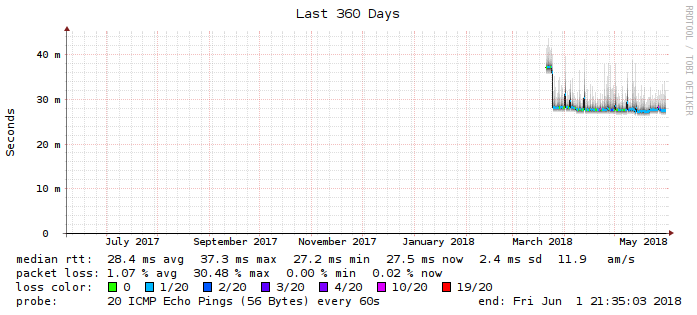 Last 360 Days
RRDTOOL / TOBI OETIKER
Seconds
40 m
30 m
20 m
10 m
0
July 2017 September 2017 November 2017 January 2018 March 2018 May 2018
median rtt: 28.4 ms avg 37.3 ms max 27.2 ms min 27.5 ms now 2.4 ms sd 11.9 am/s
packet loss: 1.07 % avg 30.48 % max 0.00 % min 0.02 % now
loss color: 0 1/20 2/20 3/20 4/20 10/20 19/20
probe: 20 ICMP Echo Pings (56 Bytes) every 60s end: Fri Jun 1 21:35:03 2018